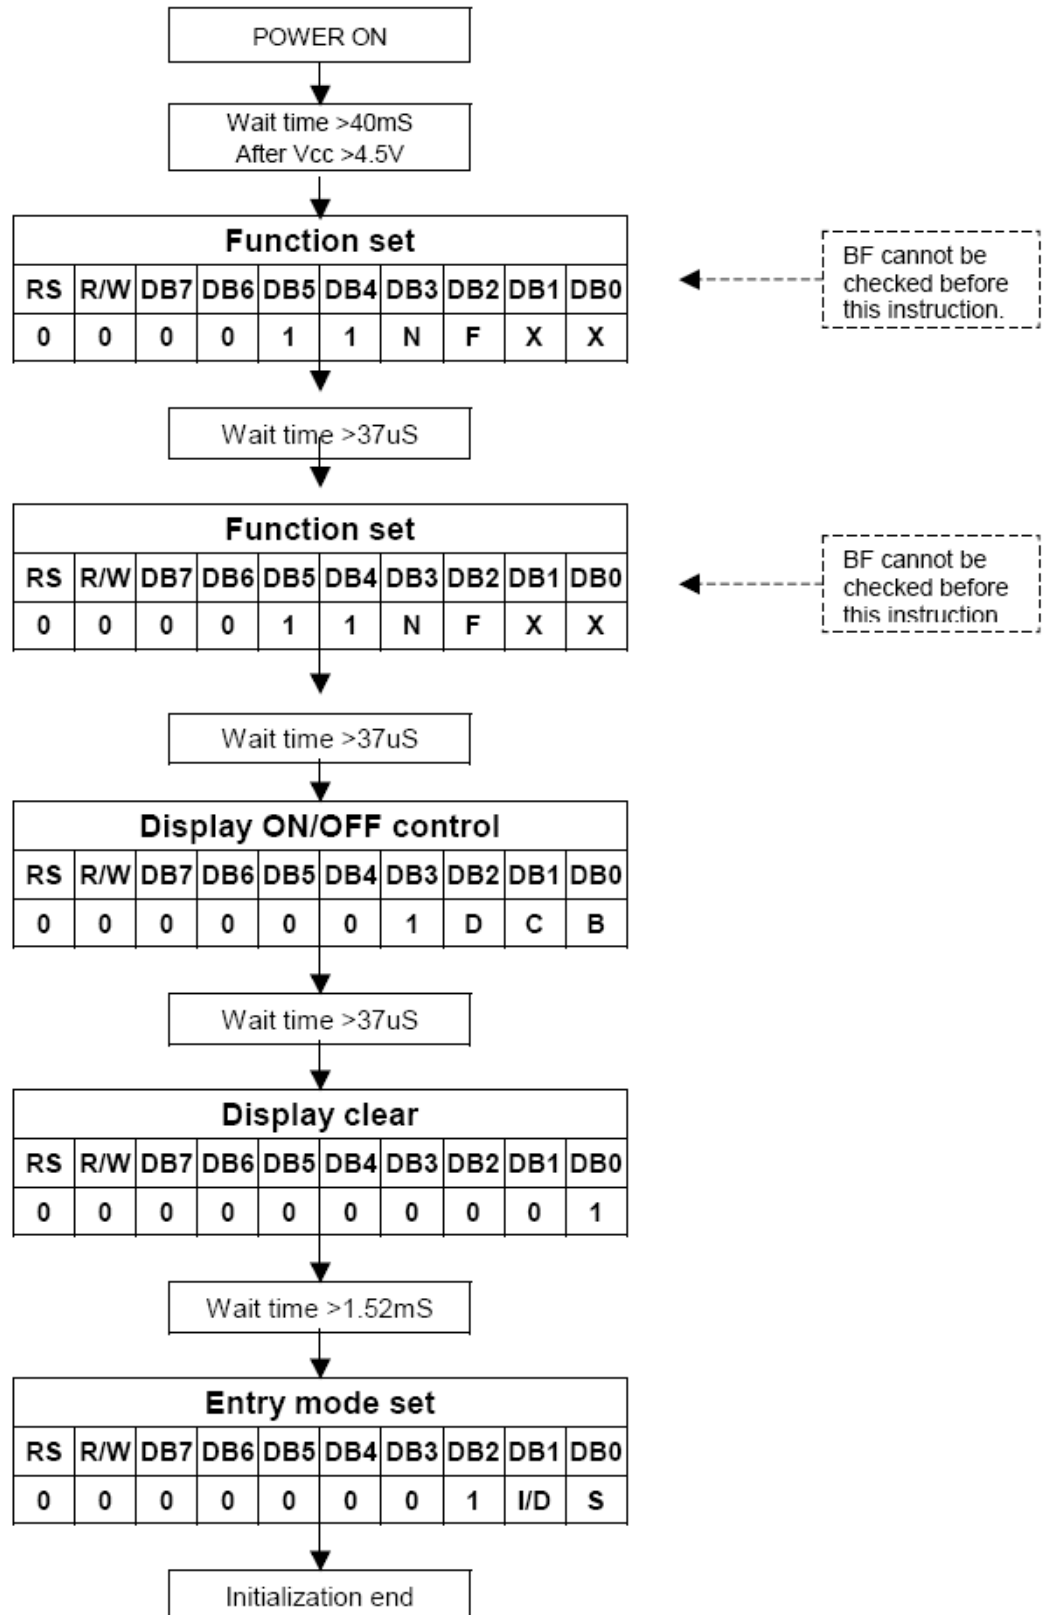 POWER ON
Wait time >40mS
After Vcc >4.5V
Function set
RS R/W DB7 DB6 DB5 DB4 DB3 DB2 DB1 DB0
0 0 0 0 1 1 N F X X
BF cannot be
checked before
this instruction.
Wait time >37uS
Function set
RS R/W DB7 DB6 DB5 DB4 DB3 DB2 DB1 DB0
0 0 0 0 1 1 N F X X
BF cannot be
checked before
this instruction
Wait time >37uS
Display ON/OFF control
RS R/W DB7 DB6 DB5 DB4 DB3 DB2 DB1 DB0
0 0 0 0 0 0 1 D C B
Wait time >37uS
Display clear
RS R/W DB7 DB6 DB5 DB4 DB3 DB2 DB1 DB0
0 0 0 0 0 0 0 0 0 1
Wait time >1.52mS
Entry mode set
RS R/W DB7 DB6 DB5 DB4 DB3 DB2 DB1 DB0
0 0 0 0 0 0 0 1 I/D S
Initialization end